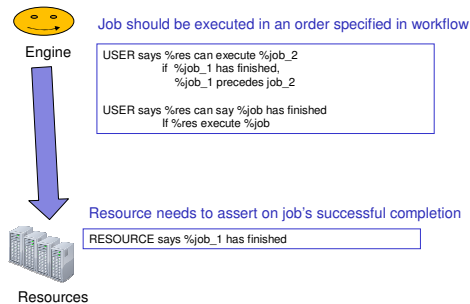 Job should be executed in an order specified in workflow
Engine
USER says %res can execute %job_2
if %job_1 has finished,
%job_1 precedes job_2
USER says %res can say %job has finished
If %res execute %job
Resource needs to assert on job's successful completion
RESOURCE says %job_1 has finished
Resources